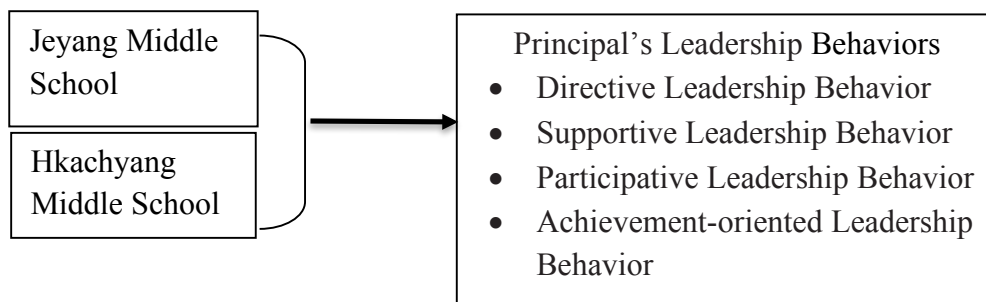 Jeyang Middle
School
Hkachyang
Middle School
Principal’s Leadership Behaviors
• Directive Leadership Behavior
• Supportive Leadership Behavior
• Participative Leadership Behavior
• Achievement-oriented Leadership
Behavior